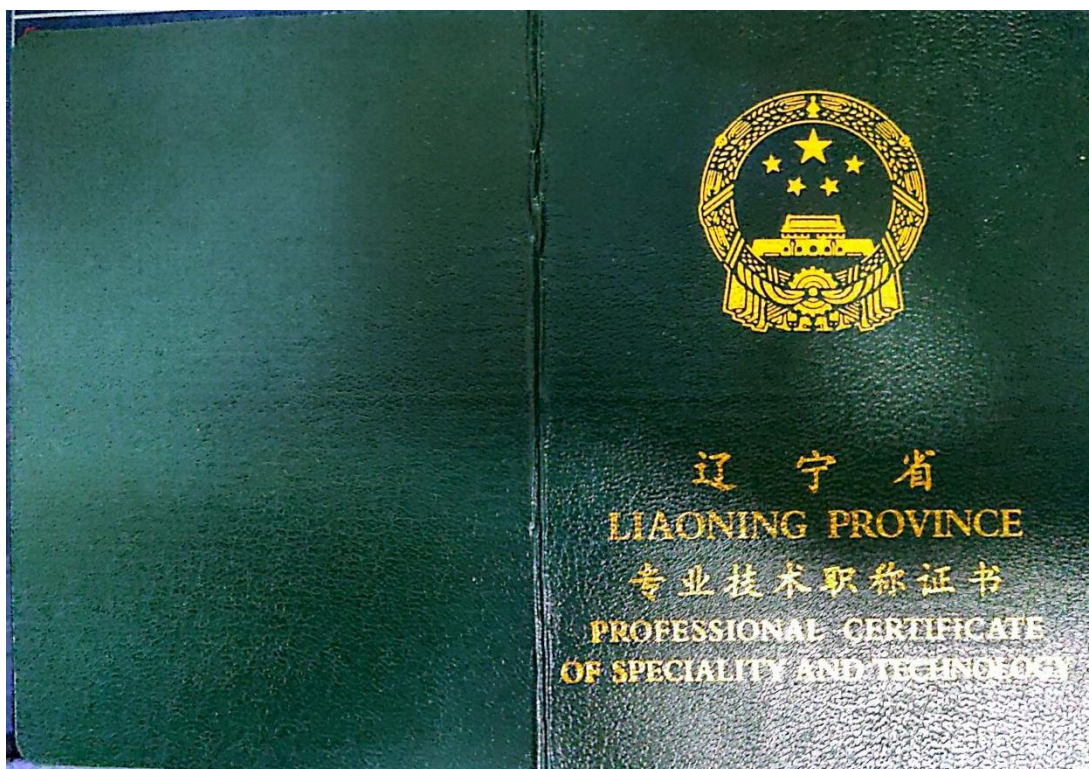 辽宁省
LIAONING PROVINCE
专业技术职称证书
PROFESSIONAL CERTIFICATE
OF SPECIALITY AND TECHNOLOGY